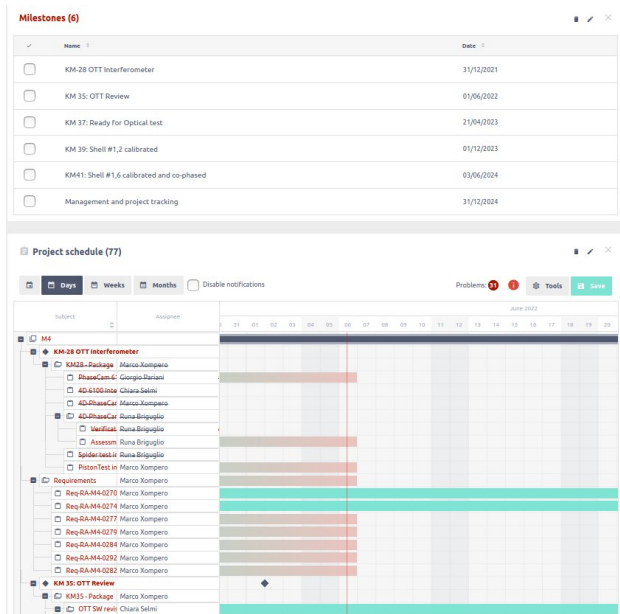 Milestones (6)
Name Date
KM-28 OTT Interferometer 31/12/2021
KM 35: OTT Review 01/06/2022
KM 37: Ready for Optical test 21/04/2023
KM 39: Shell #1,2 calibrated 01/12/2023
KM41: Shell #1,6 calibrated and co-phased 03/06/2024
Management and project tracking 31/12/2024
Project schedule (77)
Days Weeks Months Disable notifications Problems: 31 Tools Save
Subject Assignee June 2022
31 01 02 03 04 05 06 07 08 09 10 11 12 13 14 15 16 17 18 19 20
M4
KM-28 OTT Interferometer
KM28 - Package Marco Xompero
PhaseCam 6 Giorgio Pariani
4D 6100 Inte Chiara Selmi
4D-PhaseCar Marco Xompero
4D-PhaseCar Runa Briguglio
Verificat Runa Briguglio
Assessm Runa Briguglio
Spider test ir Runa Briguglio
PistonTest in Marco Xompero
Requirements Marco Xompero
Req-RA-M4-0270 Marco Xompero
Req-RA-M4-0274 Marco Xompero
Req-RA-M4-0277 Marco Xompero
Req-RA-M4-0279 Marco Xompero
Req-RA-M4-0284 Marco Xompero
Req-RA-M4-0292 Marco Xompero
Req-RA-M4-0282 Marco Xompero
KM 35: OTT Review
KM35 - Package Marco Xompero
OTT SW revi Chiara Selmi